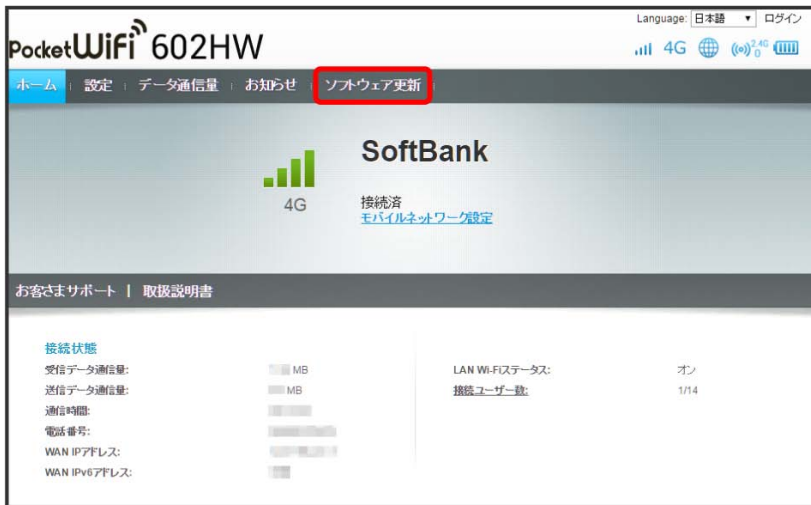 Language: 日本語 ログイン
Pocket WiFi 602HW
4G 2.4G 0
ホーム 設定 データ通信量 お知らせ ソフトウェア更新
SoftBank
4G
接続済
モバイルネットワーク設定
お客さまサポート | 取扱説明書
接続状態
受信データ通信量: MB
送信データ通信量: MB
通信時間:
電話番号:
WAN IPアドレス:
WAN IPv6アドレス:
LAN Wi-Fiステータス: オン
接続ユーザー数: 1/14